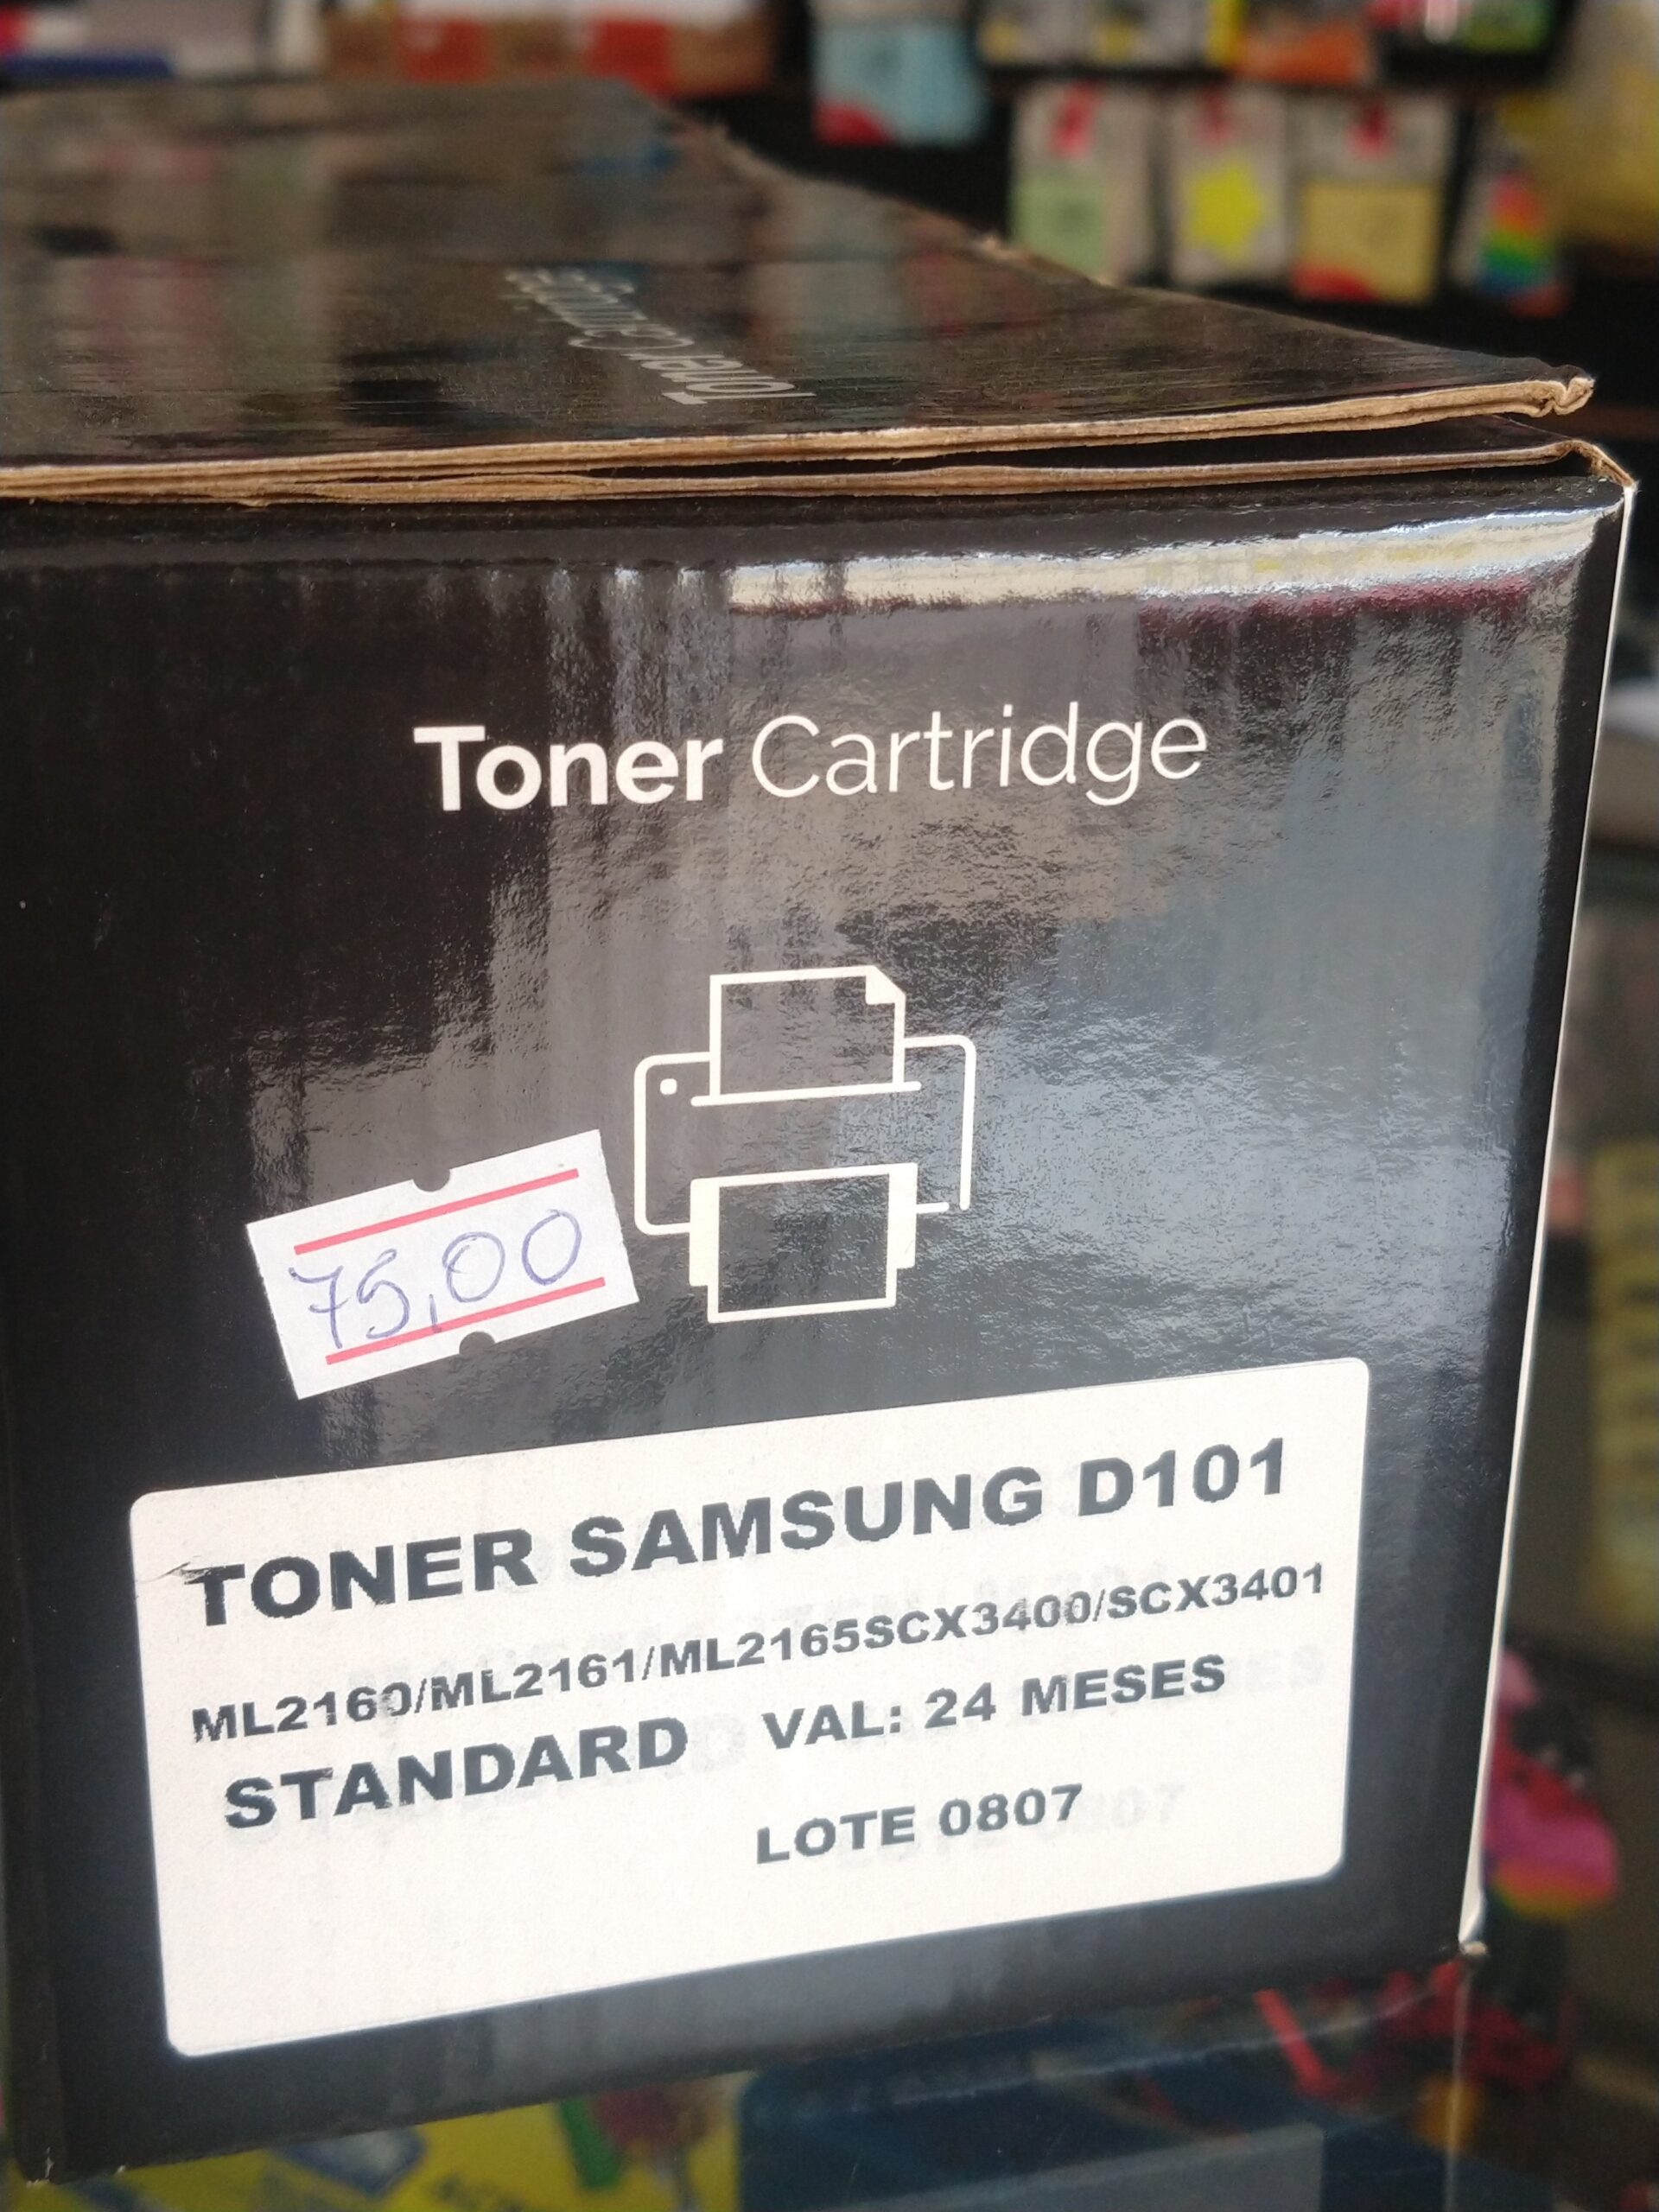 Toner Cartridge
Toner Cartridge
75,00
TONER SAMSUNG D101
ML2160/ML2161/ML2165SCX3400/SCX3401
STANDARD VAL: 24 MESES
LOTE 0807